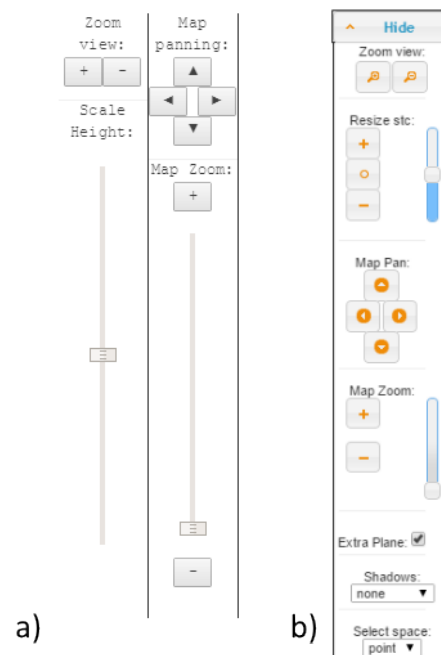 Zoom
view:
+ -
Scale
Height:
Map
panning:
Map Zoom:
+
-
a)
Hide
Zoom view:
Resize stc:
+
-
Map Pan:
Map Zoom:
+
-
Extra Plane:
Shadows:
none
Select space:
point
b)